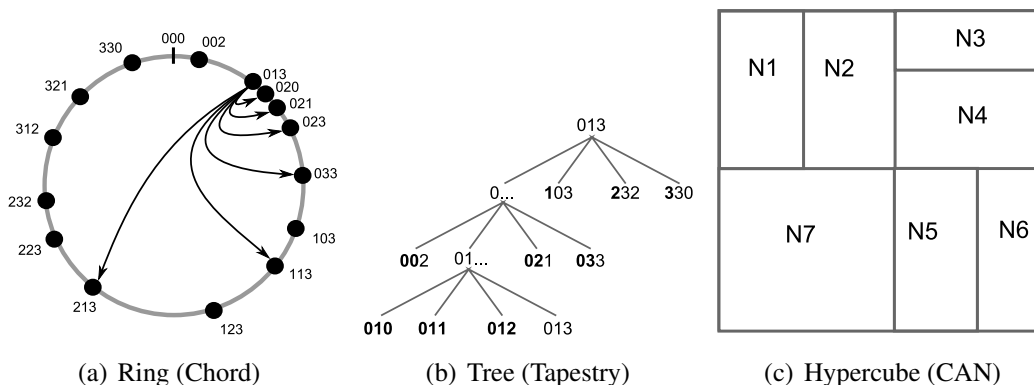 000
330
002
013
020
021
023
321
312
033
232
103
223
113
213
123
013
0...
103
232
330
002
01...
021
033
010
011
012
013
N1
N2
N3
N4
N7
N5
N6
(a) Ring (Chord)
(b) Tree (Tapestry)
(c) Hypercube (CAN)